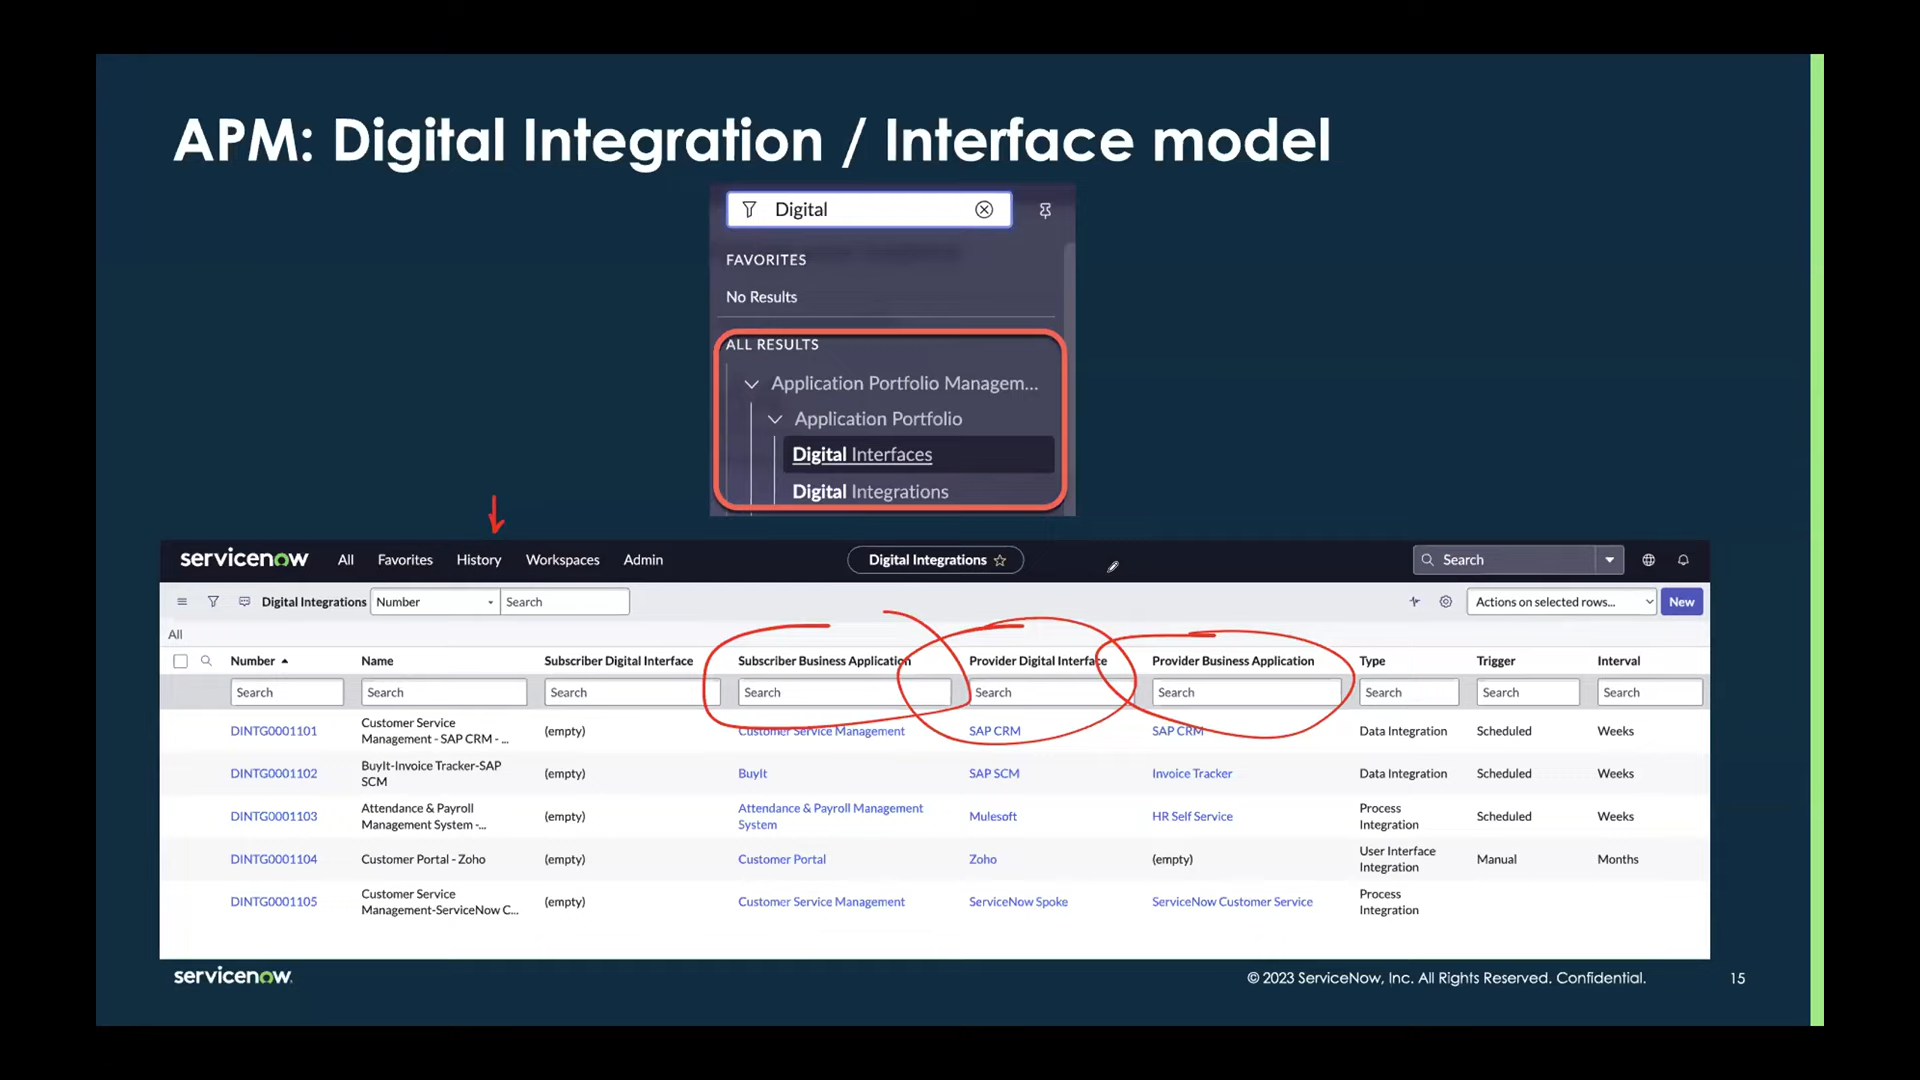 APM: Digital Integration / Interface model
Digital
FAVORITES
No Results
ALL RESULTS
Application Portfolio Managem...
Application Portfolio
Digital Interfaces
Digital Integrations
servicenow All Favorites History Workspaces Admin Digital Integrations Search
Digital Integrations Number Search Actions on selected rows... New
All
Number Name Subscriber Digital Interface Subscriber Business Application Provider Digital Interface Provider Business Application Type Trigger Interval
Search Search Search Search Search Search Search Search Search
DINTG0001101 Customer Service Management - SAP CRM - ... (empty) Customer Service Management SAP CRM SAP CRM Data Integration Scheduled Weeks
DINTG0001102 BuyIt-Invoice Tracker-SAP SCM (empty) BuyIt SAP SCM Invoice Tracker Data Integration Scheduled Weeks
DINTG0001103 Attendance & Payroll Management System -... (empty) Attendance & Payroll Management System Mulesoft HR Self Service Process Integration Scheduled Weeks
DINTG0001104 Customer Portal - Zoho (empty) Customer Portal Zoho (empty) User Interface Integration Manual Months
DINTG0001105 Customer Service Management-ServiceNow C... (empty) Customer Service Management ServiceNow Spoke ServiceNow Customer Service Process Integration
servicenow. © 2023 ServiceNow, Inc. All Rights Reserved. Confidential. 15